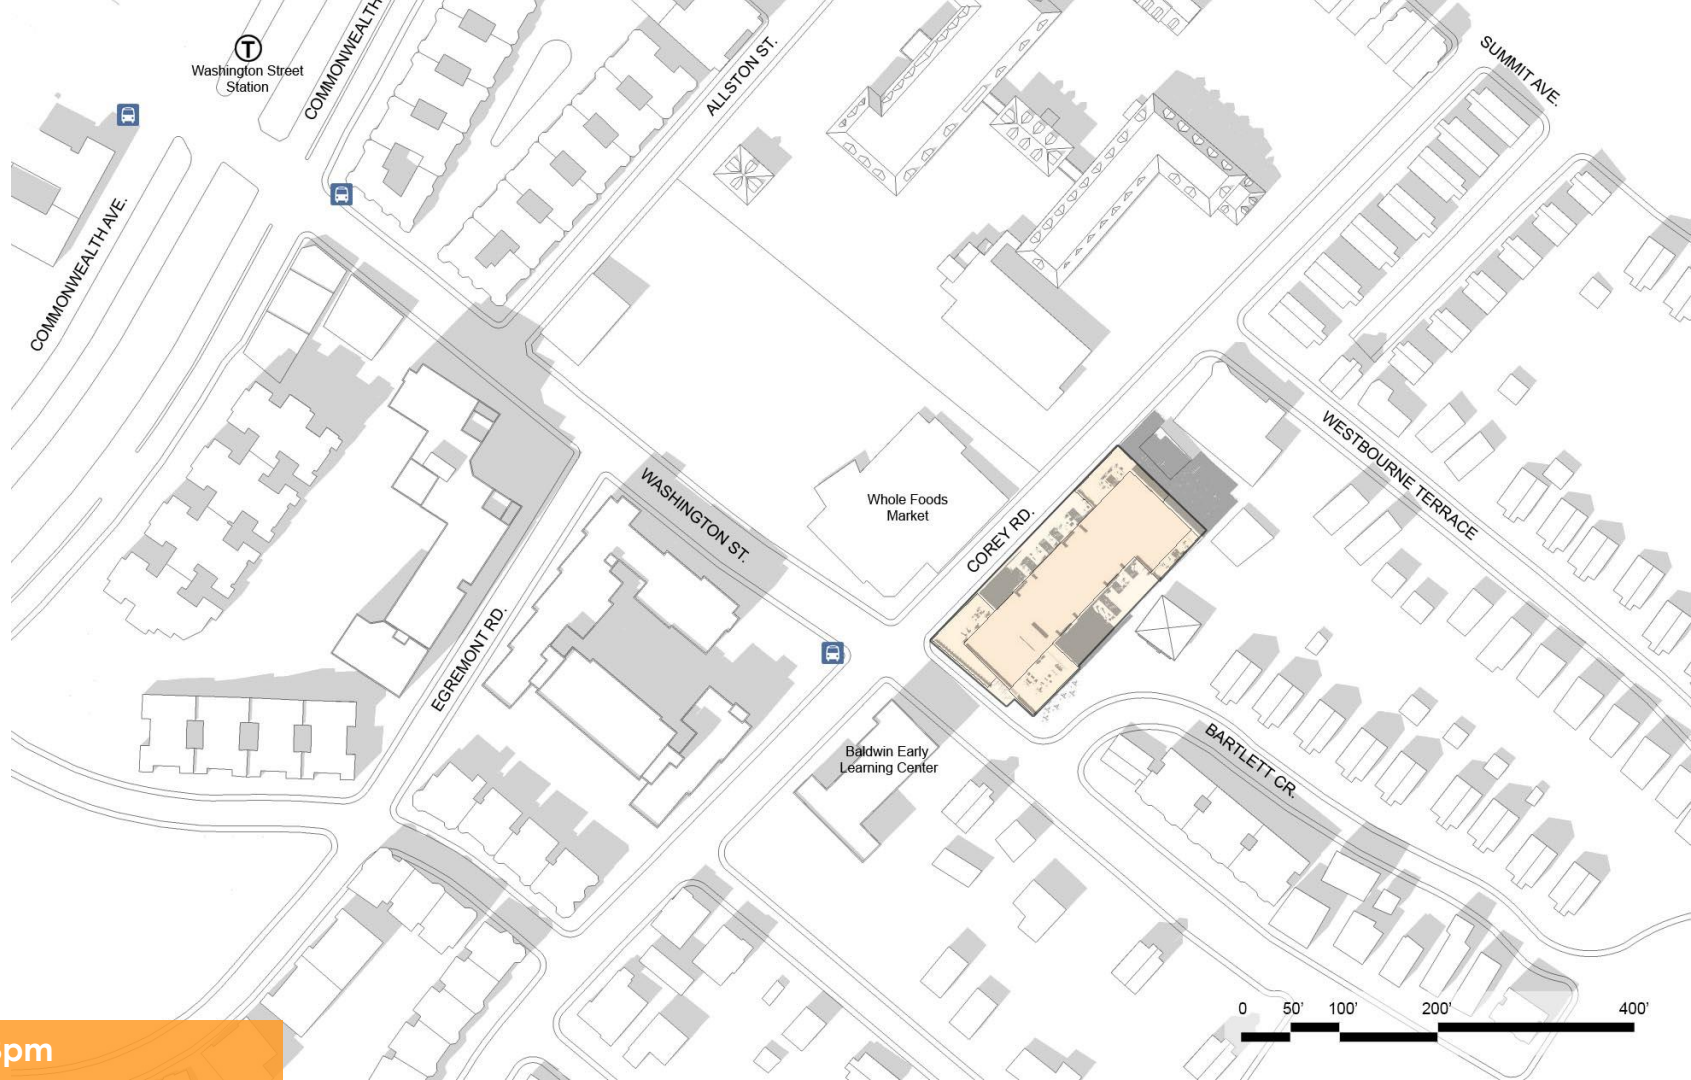 T
Washington Street
Station
COMMONWEALTH
ALLSTON ST.
SUMMIT AVE.
COMMONWEALTH AVE.
WASHINGTON ST.
Whole Foods
Market
COREY RD.
WESTBOURNE TERRACE
EGREMONT RD.
Baldwin Early
Learning Center
BARTLETT CR.
0 50' 100' 200' 400'
pm